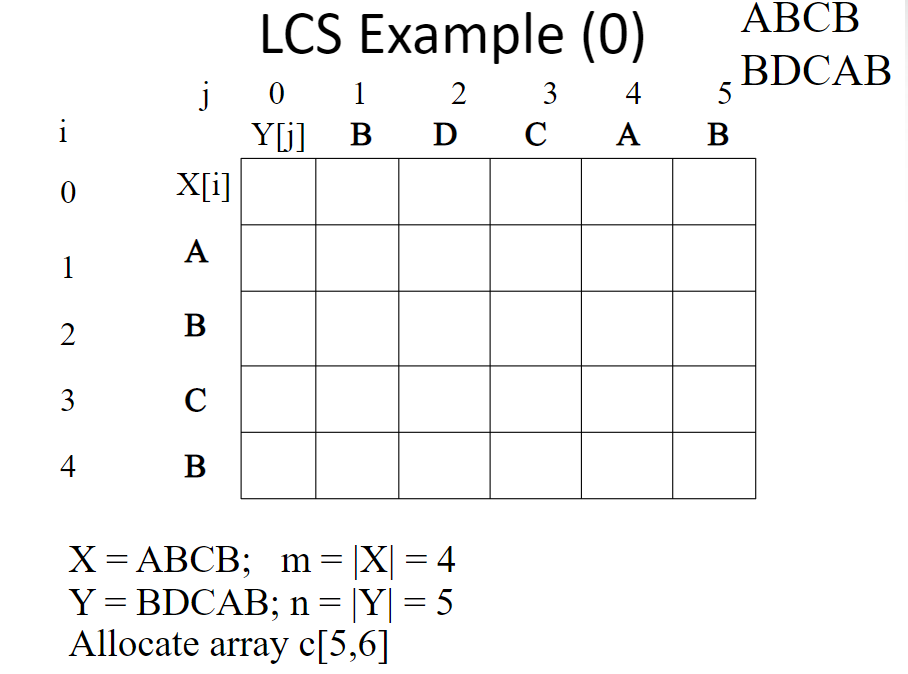 LCS Example (0)
ABCB
BDCAB
j 0 1 2 3 4 5
i Y[j] B D C A B
0 X[i]
1 A
2 B
3 C
4 B
X = ABCB; m = |X| = 4
Y = BDCAB; n = |Y| = 5
Allocate array c[5,6]